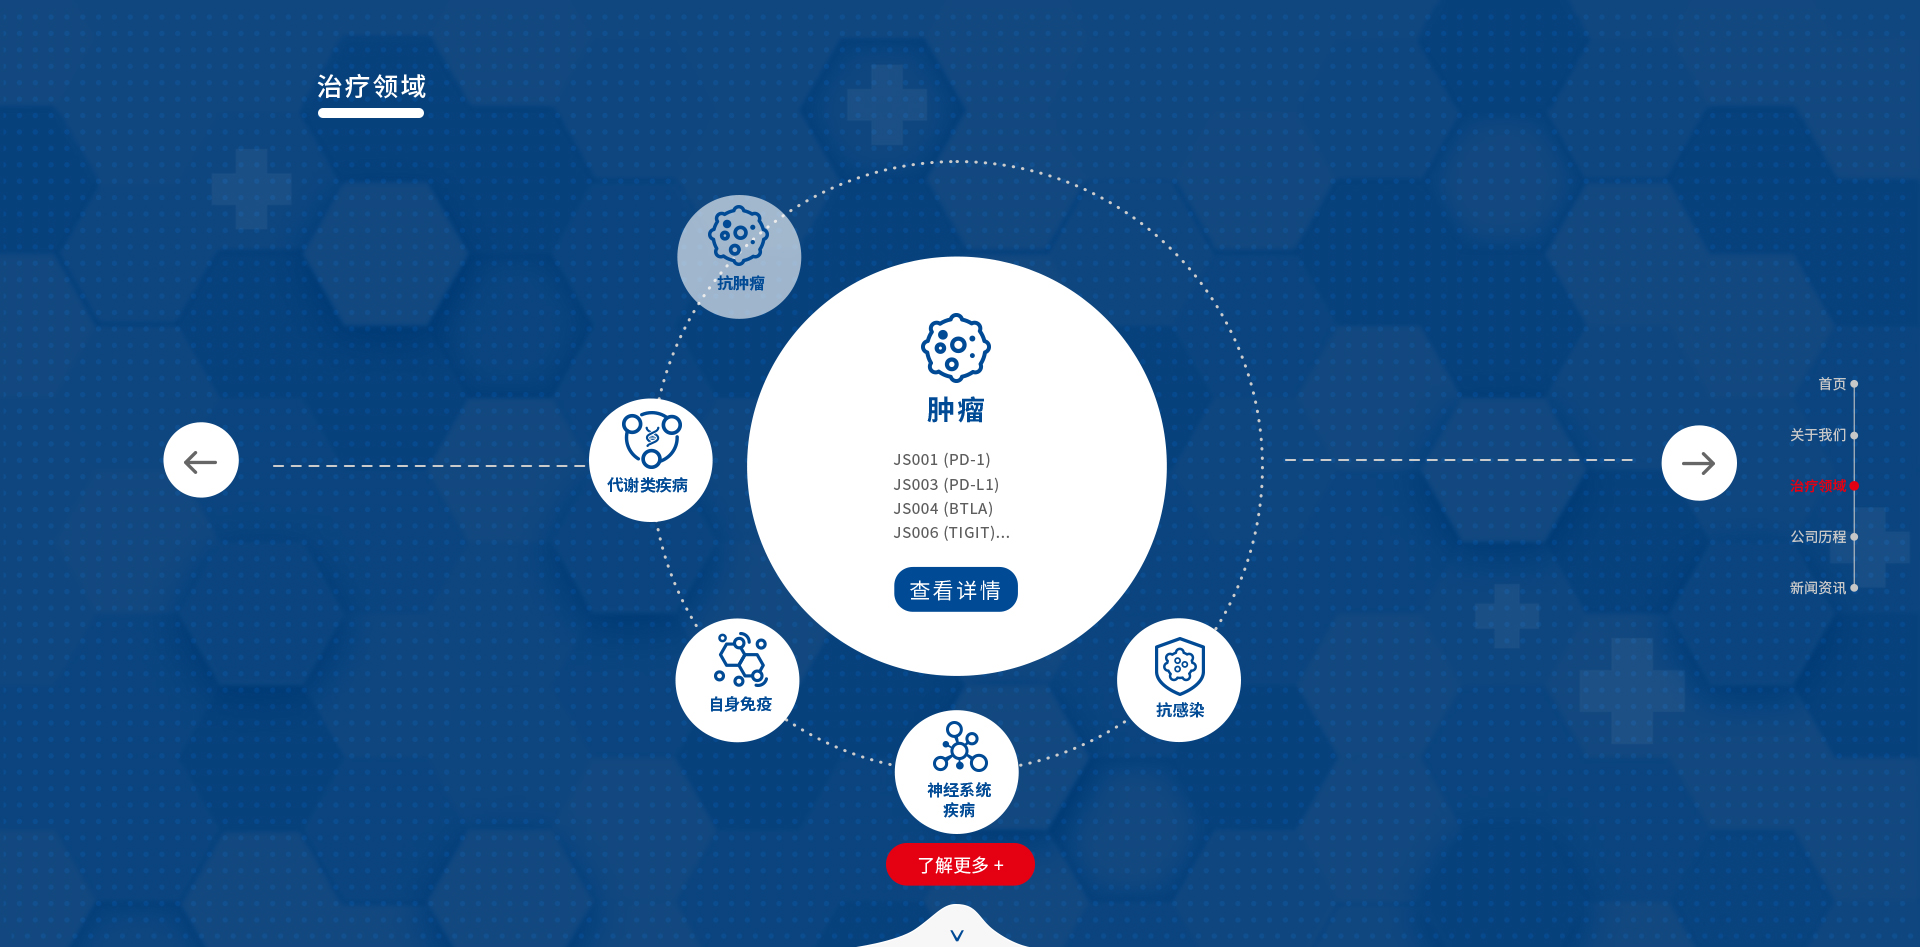 治疗领域
抗肿瘤
肿瘤
代谢类疾病
JS001 (PD-1)
JS003 (PD-L1)
JS004 (BTLA)
JS006 (TIGIT)...
查看详情
自身免疫
抗感染
神经系统
疾病
了解更多 +
首页
关于我们
治疗领域
公司历程
新闻资讯